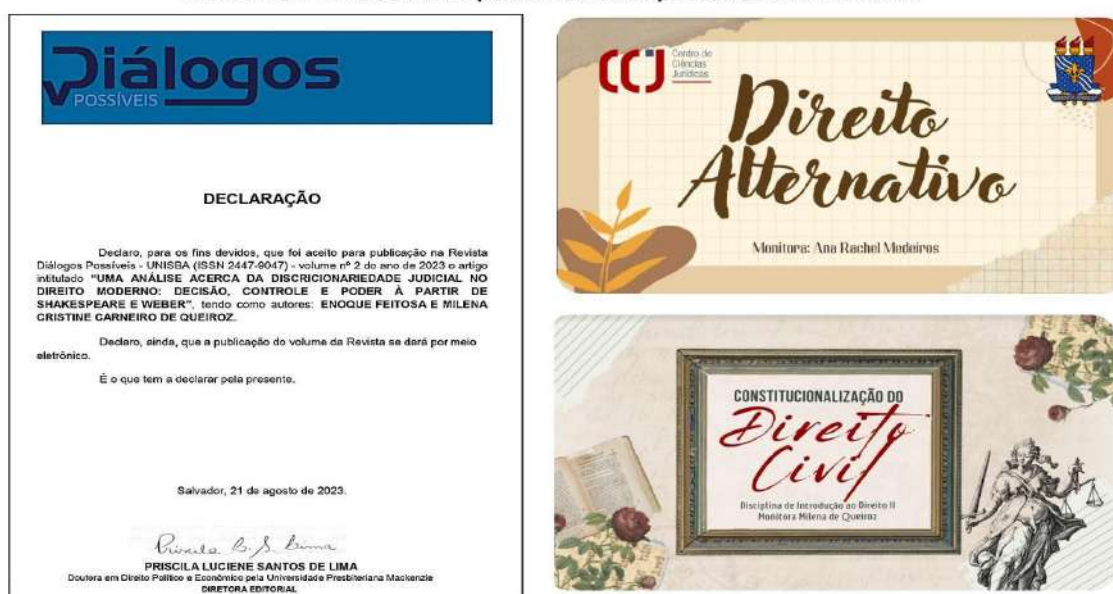 Diálogos
POSSÍVEIS
DECLARAÇÃO
Declaro, para os fins devidos, que foi aceito para publicação na Revista
Diálogos Possíveis - UNISBA (ISSN 2447-9047) - volume nº 2 do ano de 2023 o artigo
intitulado "UMA ANÁLISE ACERCA DA DISCRICIONARIEDADE JUDICIAL NO
DIREITO MODERNO: DECISÃO, CONTROLE E PODER À PARTIR DE
SHAKESPEARE E WEBER", tendo como autores: ENOQUE FEITOSA E MILENA
CRISTINE CARNEIRO DE QUEIROZ.
Declaro, ainda, que a publicação do volume da Revista se dará por meio
eletrônico.
É o que tem a declarar pela presente.
Salvador, 21 de agosto de 2023.
PRISCILA LUCIENE SANTOS DE LIMA
Doutora em Direito Político e Econômico pela Universidade Presbiteriana Mackenzie
DIRETORA EDITORIAL
CCJ
Centro de
Ciências
Jurídicas
Direito
Alternativo
Monitora: Ana Rachel Medeiros
CONSTITUCIONALIZAÇÃO DO
Direito
Civil
Disciplina de Introdução ao Direito II
Monitora Milena de Queiroz